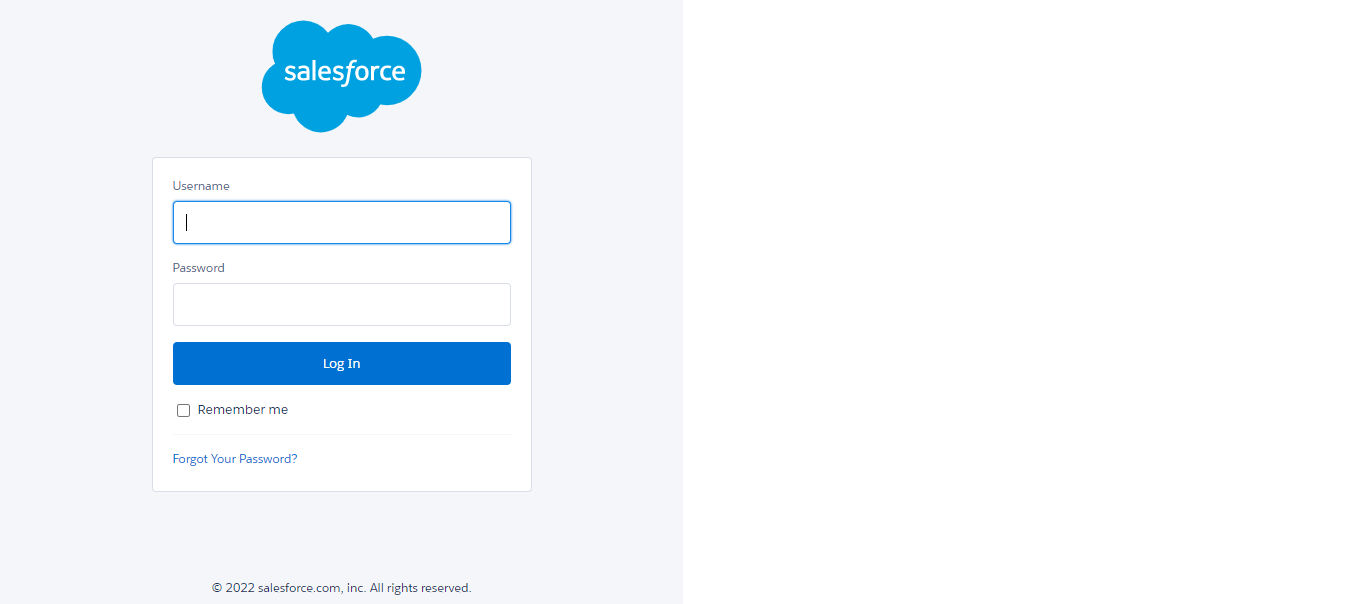 salesforce
Username
Password
Log In
Remember me
Forgot Your Password?
© 2022 salesforce.com, inc. All rights reserved.